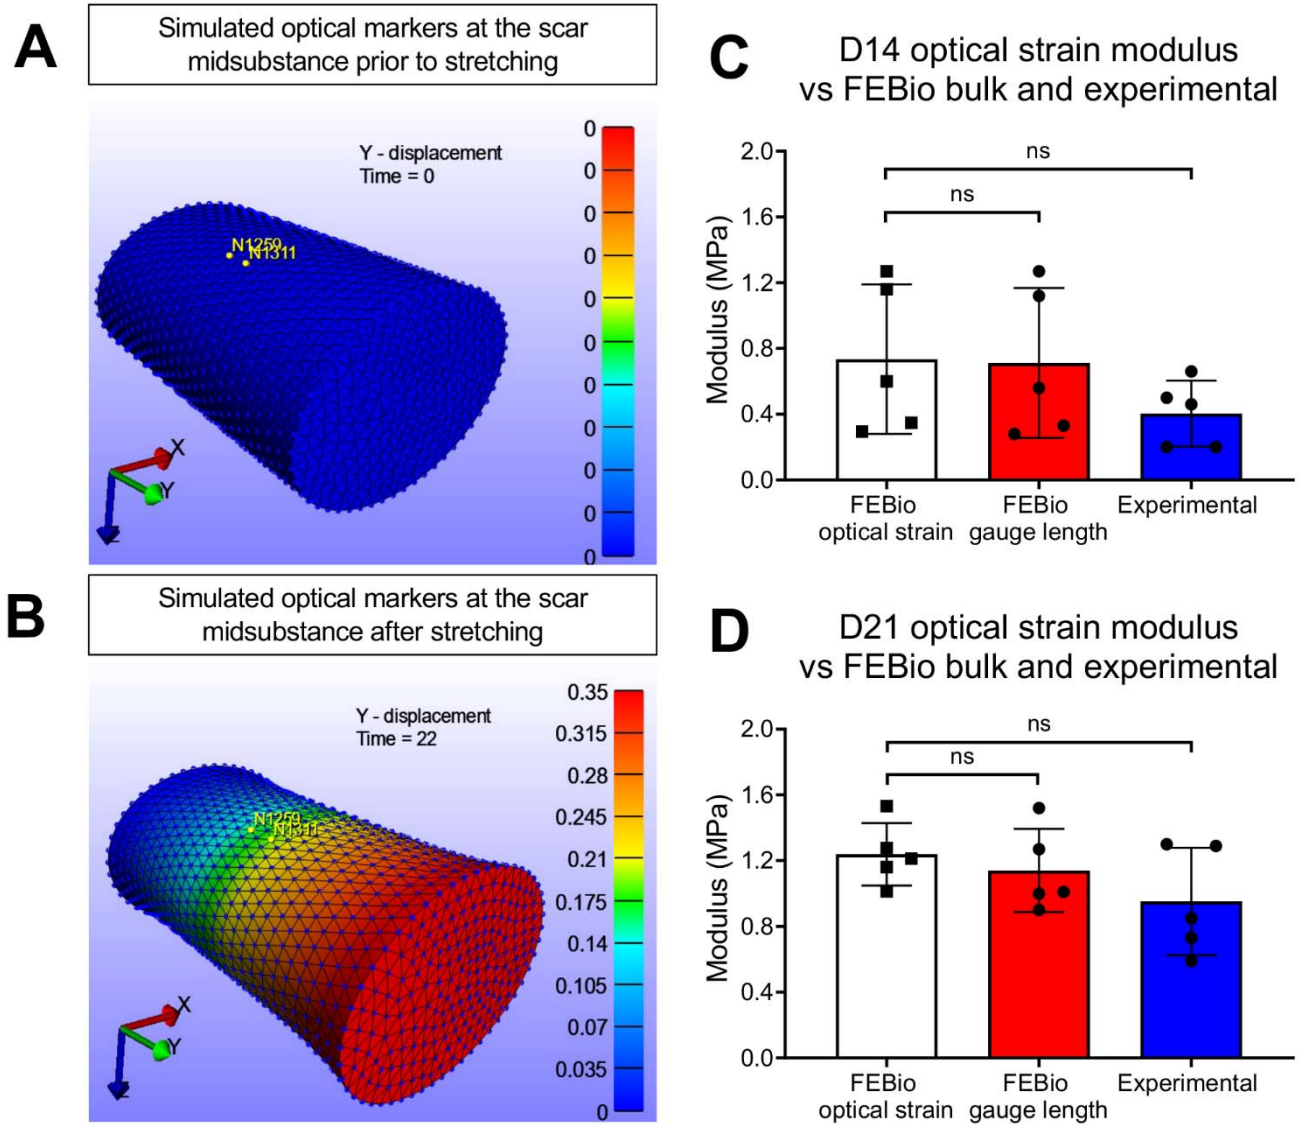 A
Simulated optical markers at the scar
midsubstance prior to stretching
Y - displacement
Time = 0
N1259
N1311
0
0
0
0
0
0
0
0
0
0
0
X
Y
Z
B
Simulated optical markers at the scar
midsubstance after stretching
Y - displacement
Time = 22
N1259
N1311
0.35
0.315
0.28
0.245
0.21
0.175
0.14
0.105
0.07
0.035
0
X
Y
Z
C
D14 optical strain modulus
vs FEBio bulk and experimental
Modulus (MPa)
2.0
1.6
1.2
0.8
0.4
0.0
ns
ns
FEBio
optical strain
FEBio
gauge length
Experimental
D
D21 optical strain modulus
vs FEBio bulk and experimental
Modulus (MPa)
2.0
1.6
1.2
0.8
0.4
0.0
ns
ns
FEBio
optical strain
FEBio
gauge length
Experimental